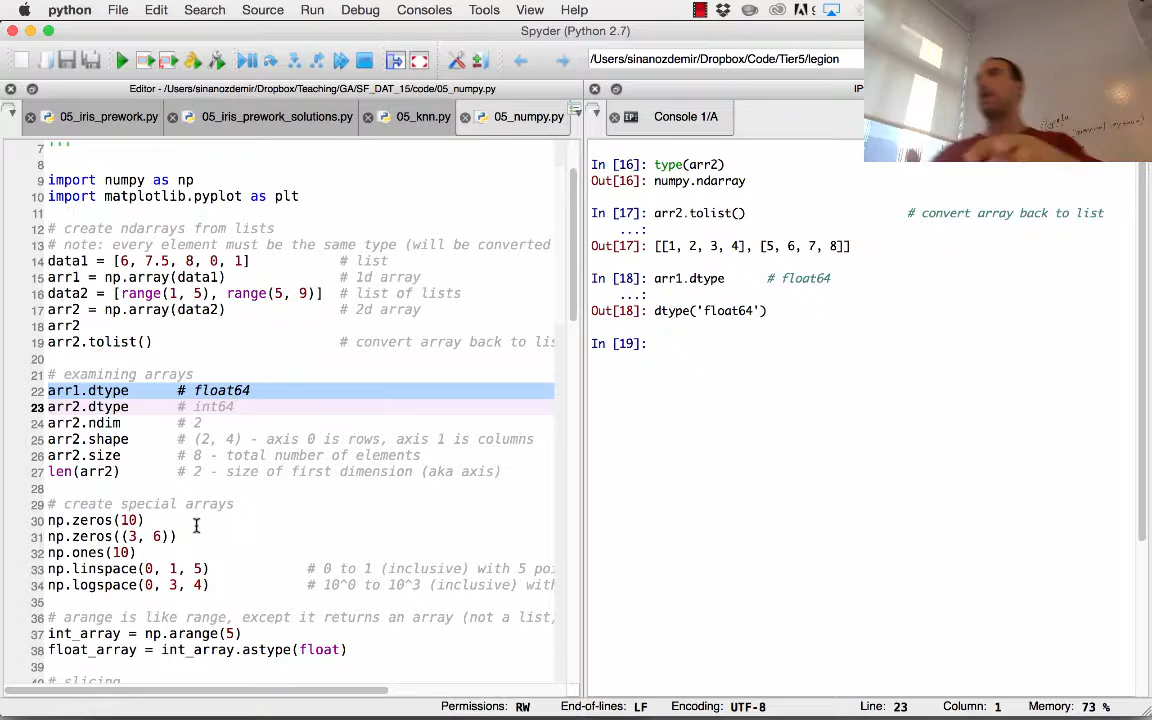 python File Edit Search Source Run Debug Consoles Tools View Help
Spyder (Python 2.7)
/Users/sinanozdemir/Dropbox/Code/Tier5/legion
Editor - /Users/sinanozdemir/Dropbox/Teaching/GA/SF_DAT_15/code/05_numpy.py
05_iris_prework.py 05_iris_prework_solutions.py 05_knn.py 05_numpy.py
7 '''
8
9 import numpy as np
10 import matplotlib.pyplot as plt
11
12 # create ndarrays from lists
13 # note: every element must be the same type (will be converted
14 data1 = [6, 7.5, 8, 0, 1] # list
15 arr1 = np.array(data1) # 1d array
16 data2 = [range(1, 5), range(5, 9)] # list of lists
17 arr2 = np.array(data2) # 2d array
18 arr2
19 arr2.tolist() # convert array back to lis
20
21 # examining arrays
22 arr1.dtype # float64
23 arr2.dtype # int64
24 arr2.ndim # 2
25 arr2.shape # (2, 4) - axis 0 is rows, axis 1 is columns
26 arr2.size # 8 - total number of elements
27 len(arr2) # 2 - size of first dimension (aka axis)
28
29 # create special arrays
30 np.zeros(10)
31 np.zeros((3, 6))
32 np.ones(10)
33 np.linspace(0, 1, 5) # 0 to 1 (inclusive) with 5 poi
34 np.logspace(0, 3, 4) # 10^0 to 10^3 (inclusive) with
35
36 # arange is like range, except it returns an array (not a list)
37 int_array = np.arange(5)
38 float_array = int_array.astype(float)
39
# slicing
Console 1/A
In [16]: type(arr2)
Out[16]: numpy.ndarray
In [17]: arr2.tolist() # convert array back to list
...:
Out[17]: [[1, 2, 3, 4], [5, 6, 7, 8]]
In [18]: arr1.dtype # float64
...:
Out[18]: dtype('float64')
In [19]:
Permissions: RW End-of-lines: LF Encoding: UTF-8 Line: 23 Column: 1 Memory: 73 %